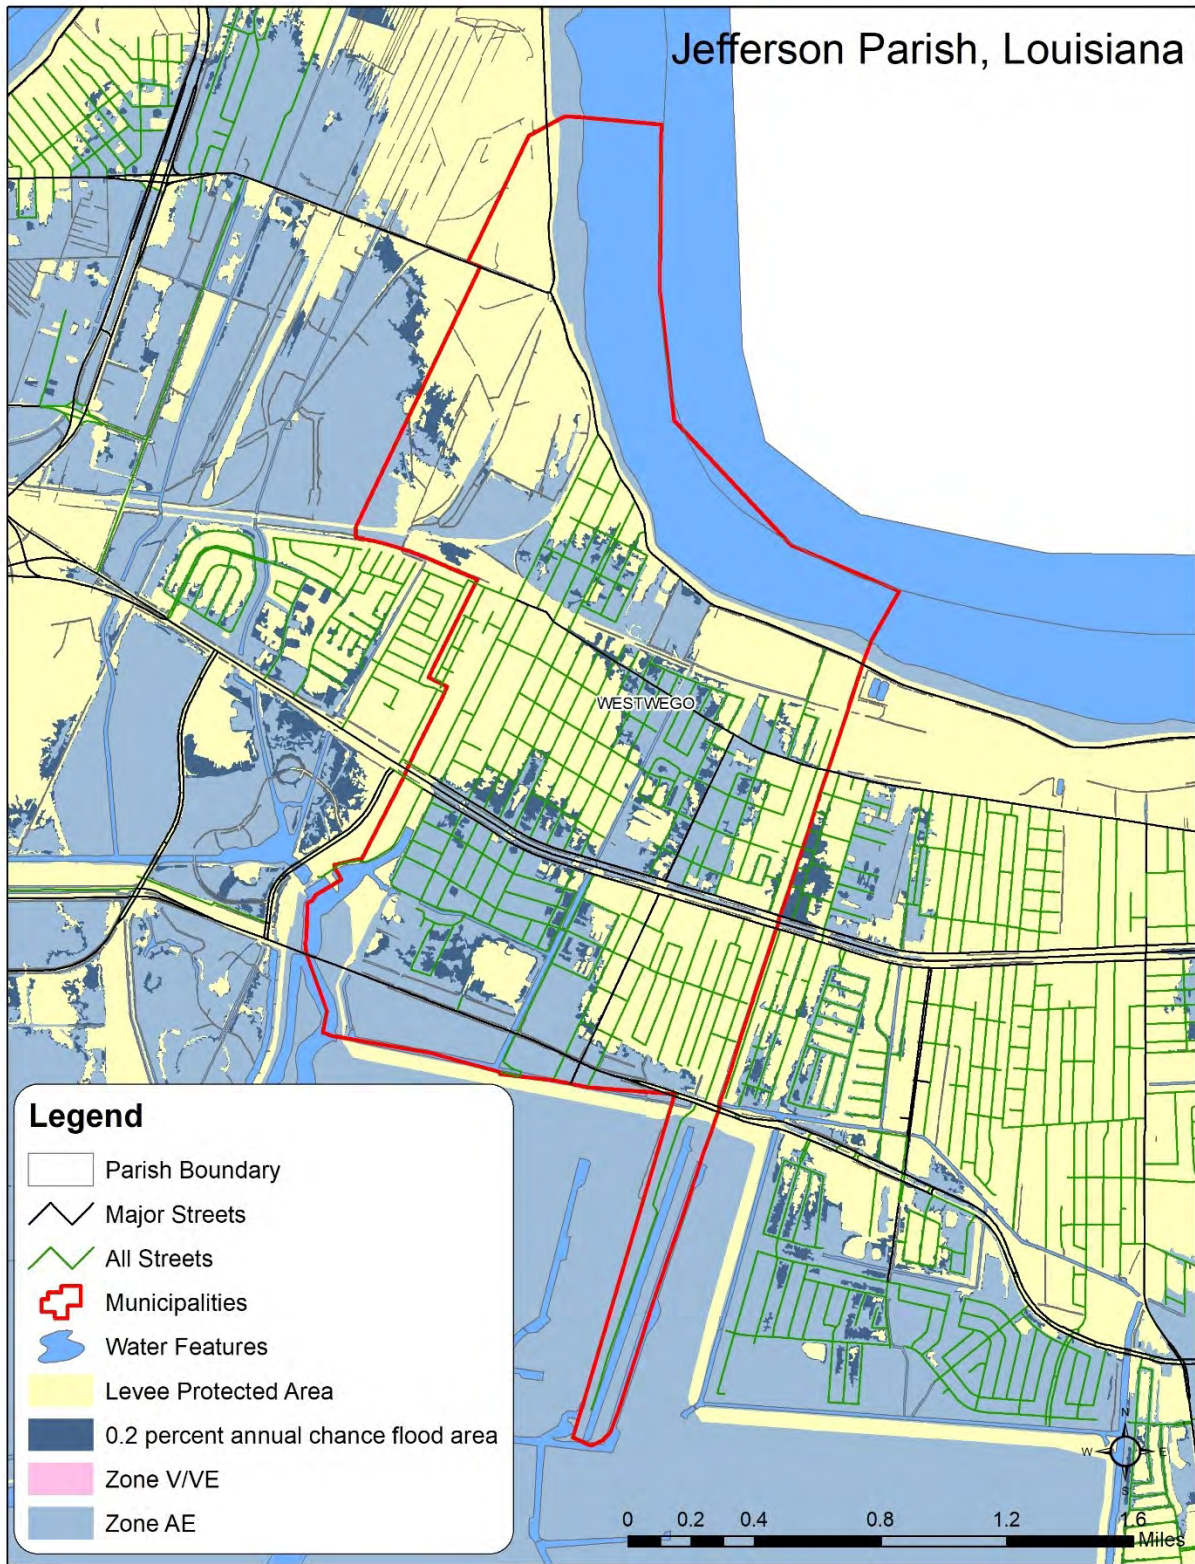 Jefferson Parish, Louisiana
WESTWEGO
Legend
Parish Boundary
Major Streets
All Streets
Municipalities
Water Features
Levee Protected Area
0.2 percent annual chance flood area
Zone V/VE
Zone AE
N
W E
S
0 0.2 0.4 0.8 1.2 1.6
Miles